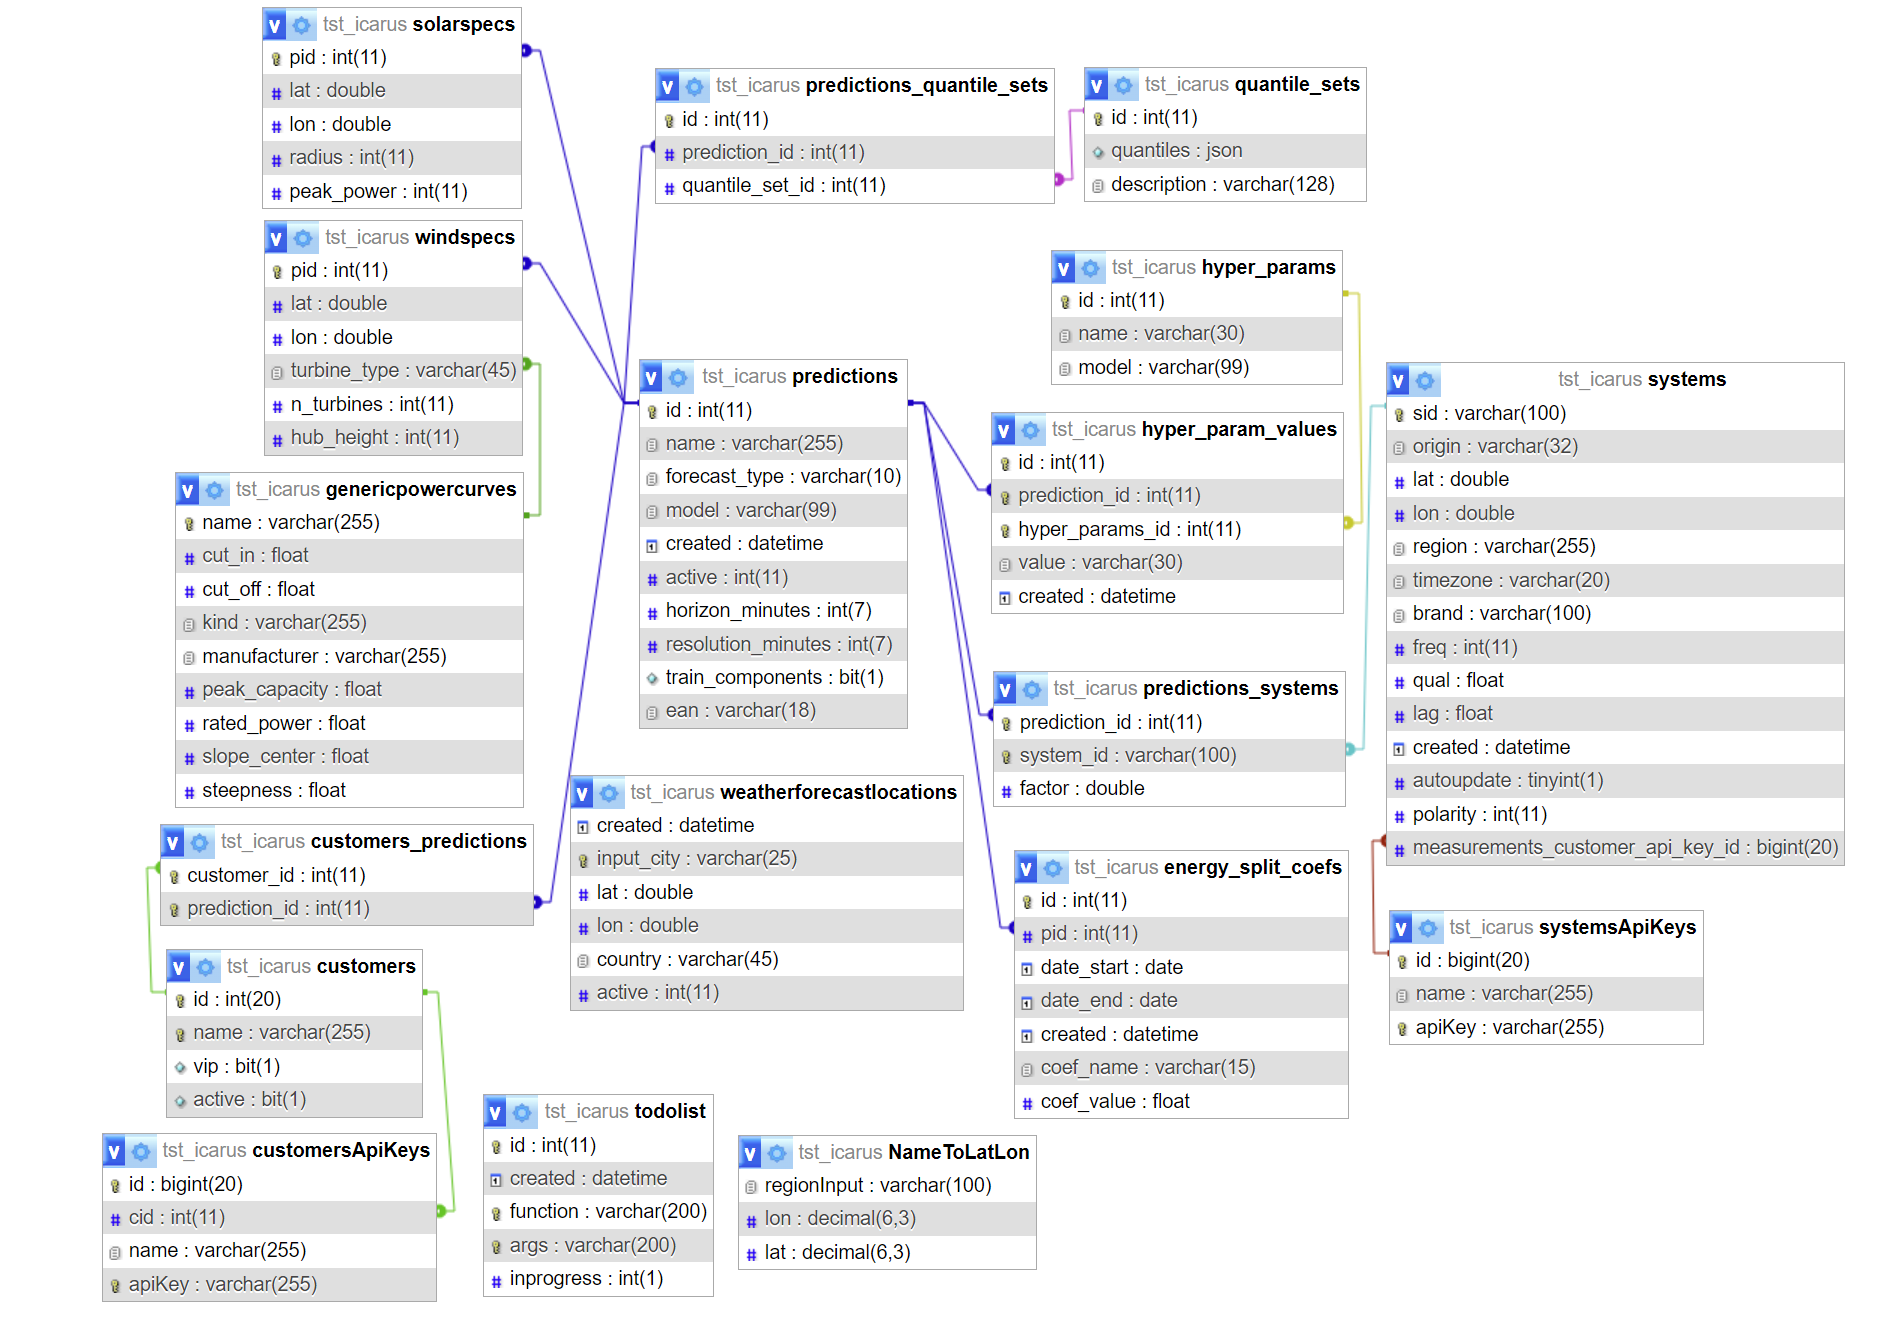 tst_icarus solarspecs
pid : int(11)
lat : double
lon : double
radius : int(11)
peak_power : int(11)
tst_icarus windspecs
pid : int(11)
lat : double
lon : double
turbine_type : varchar(45)
n_turbines : int(11)
hub_height : int(11)
tst_icarus genericpowercurves
name : varchar(255)
cut_in : float
cut_off : float
kind : varchar(255)
manufacturer : varchar(255)
peak_capacity : float
rated_power : float
slope_center : float
steepness : float
tst_icarus customers_predictions
customer_id : int(11)
prediction_id : int(11)
tst_icarus customers
id : int(20)
name : varchar(255)
vip : bit(1)
active : bit(1)
tst_icarus customersApiKeys
id : bigint(20)
cid : int(11)
name : varchar(255)
apiKey : varchar(255)
tst_icarus predictions_quantile_sets
id : int(11)
prediction_id : int(11)
quantile_set_id : int(11)
tst_icarus quantile_sets
id : int(11)
quantiles : json
description : varchar(128)
tst_icarus predictions
id : int(11)
name : varchar(255)
forecast_type : varchar(10)
model : varchar(99)
created : datetime
active : int(11)
horizon_minutes : int(7)
resolution_minutes : int(7)
train_components : bit(1)
ean : varchar(18)
tst_icarus weatherforecastlocations
created : datetime
input_city : varchar(25)
lat : double
lon : double
country : varchar(45)
active : int(11)
tst_icarus todolist
id : int(11)
created : datetime
function : varchar(200)
args : varchar(200)
inprogress : int(1)
tst_icarus NameToLatLon
regionInput : varchar(100)
lon : decimal(6,3)
lat : decimal(6,3)
tst_icarus hyper_params
id : int(11)
name : varchar(30)
model : varchar(99)
tst_icarus hyper_param_values
id : int(11)
prediction_id : int(11)
hyper_params_id : int(11)
value : varchar(30)
created : datetime
tst_icarus predictions_systems
prediction_id : int(11)
system_id : varchar(100)
factor : double
tst_icarus energy_split_coefs
id : int(11)
pid : int(11)
date_start : date
date_end : date
created : datetime
coef_name : varchar(15)
coef_value : float
tst_icarus systems
sid : varchar(100)
origin : varchar(32)
lat : double
lon : double
region : varchar(255)
timezone : varchar(20)
brand : varchar(100)
freq : int(11)
qual : float
lag : float
created : datetime
autoupdate : tinyint(1)
polarity : int(11)
measurements_customer_api_key_id : bigint(20)
tst_icarus systemsApiKeys
id : bigint(20)
name : varchar(255)
apiKey : varchar(255)